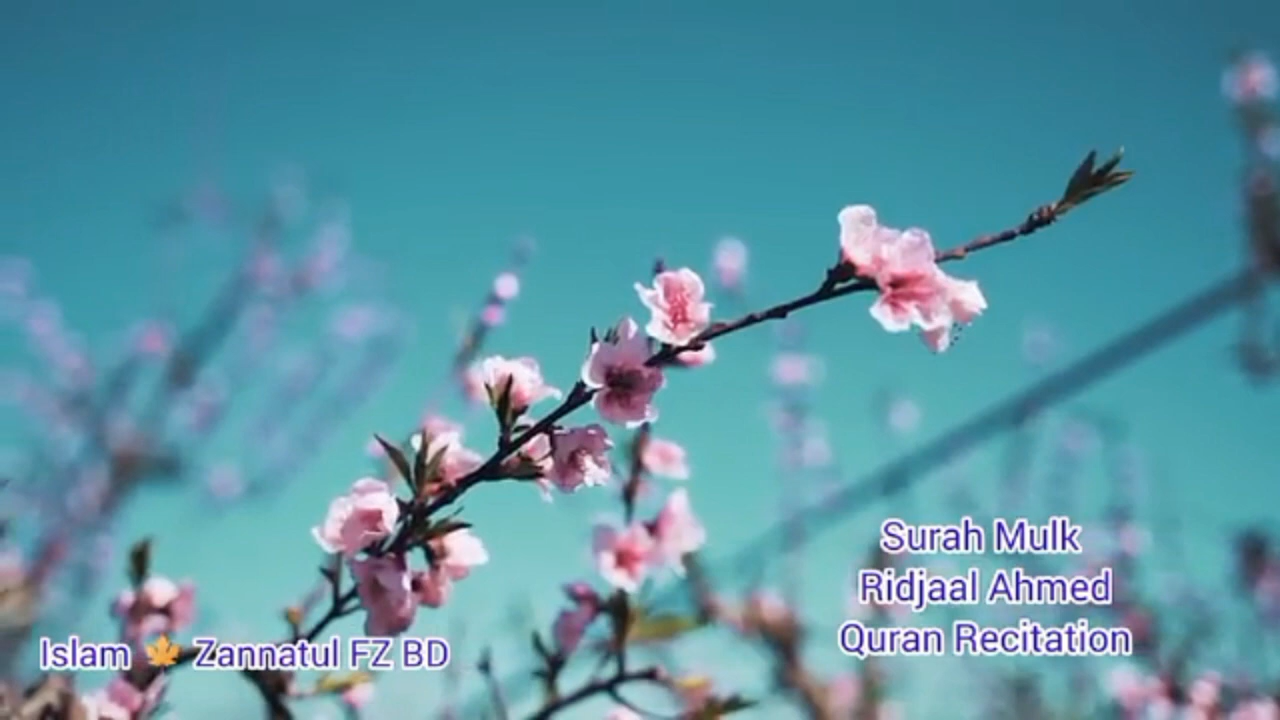 Surah Mulk
Ridjaal Ahmed
Quran Recitation
Islam 🍁 Zannatul FZ BD